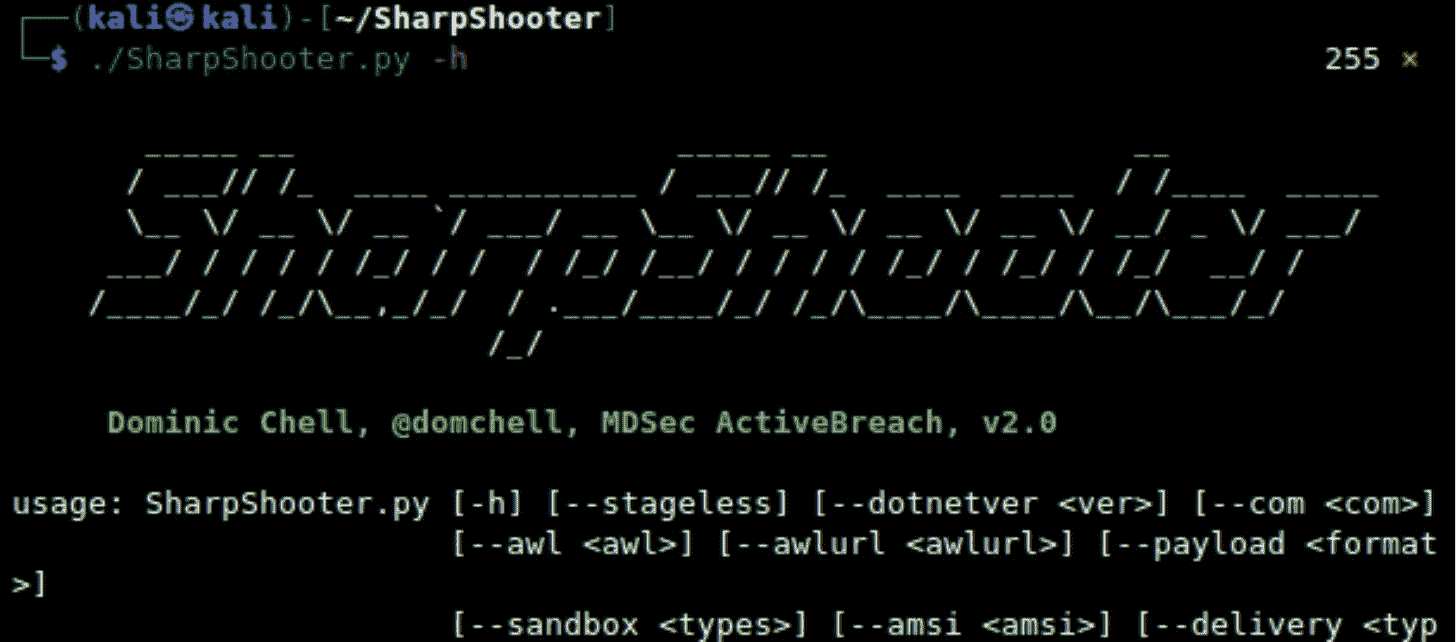 (kali㉿kali)-[~/SharpShooter]
$ ./SharpShooter.py -h 255 ×
SharpShooter
Dominic Chell, @domchell, MDSec ActiveBreach, v2.0
usage: SharpShooter.py [-h] [--stageless] [--dotnetver <ver>] [--com <com>]
[--awl <awl>] [--awlurl <awlurl>] [--payload <format
>]
[--sandbox <types>] [--amsi <amsi>] [--delivery <typ